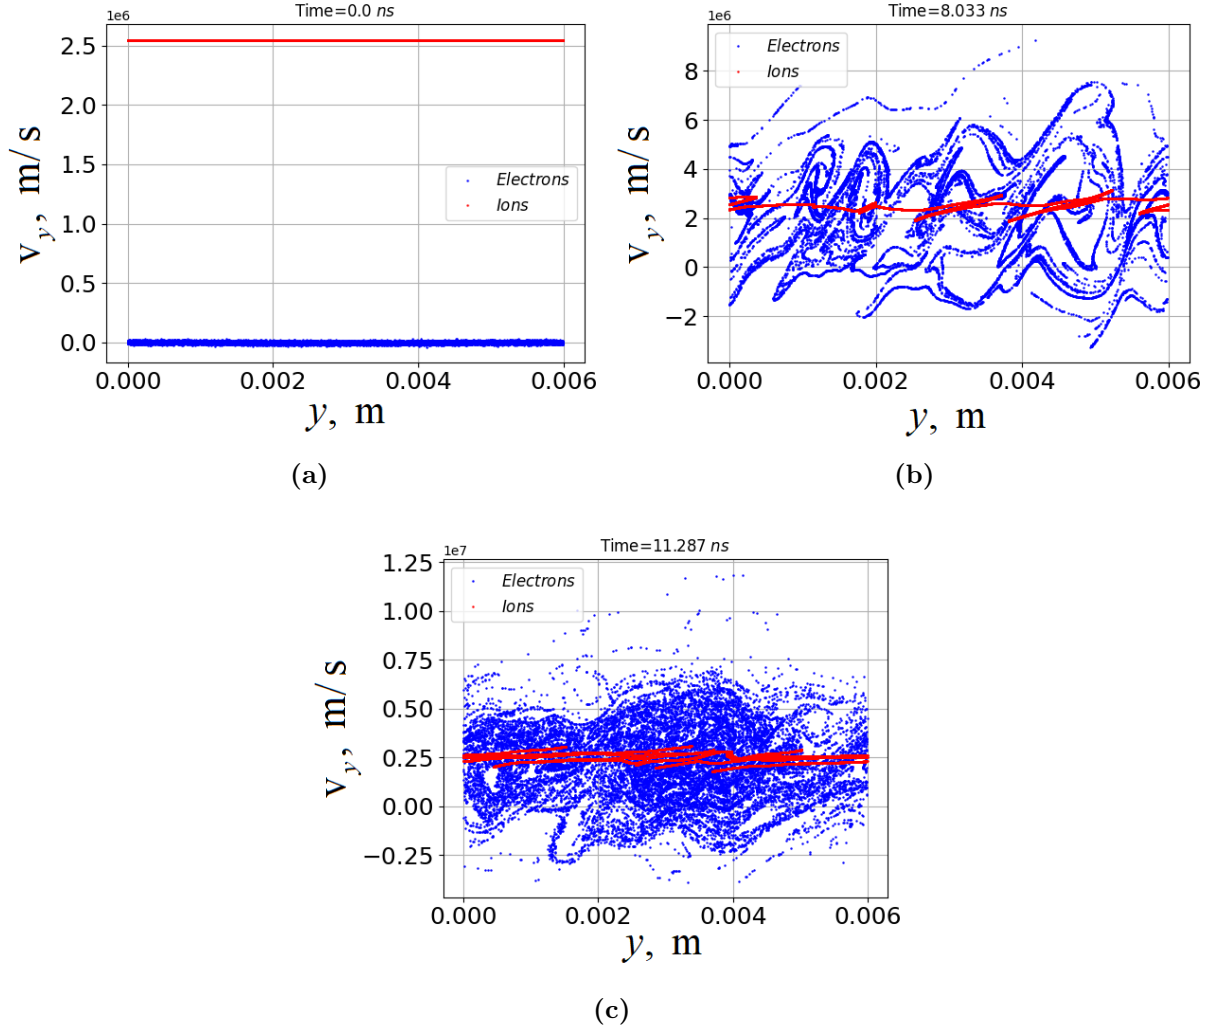 Time=0.0 ns
1e6
2.5
2.0
1.5
1.0
0.5
0.0
v_y, m/s
Electrons
Ions
0.000 0.002 0.004 0.006
y, m
(a)
Time=8.033 ns
1e6
8
6
4
2
0
−2
v_y, m/s
Electrons
Ions
0.000 0.002 0.004 0.006
y, m
(b)
Time=11.287 ns
1e7
1.25
1.00
0.75
0.50
0.25
0.00
−0.25
v_y, m/s
Electrons
Ions
0.000 0.002 0.004 0.006
y, m
(c)